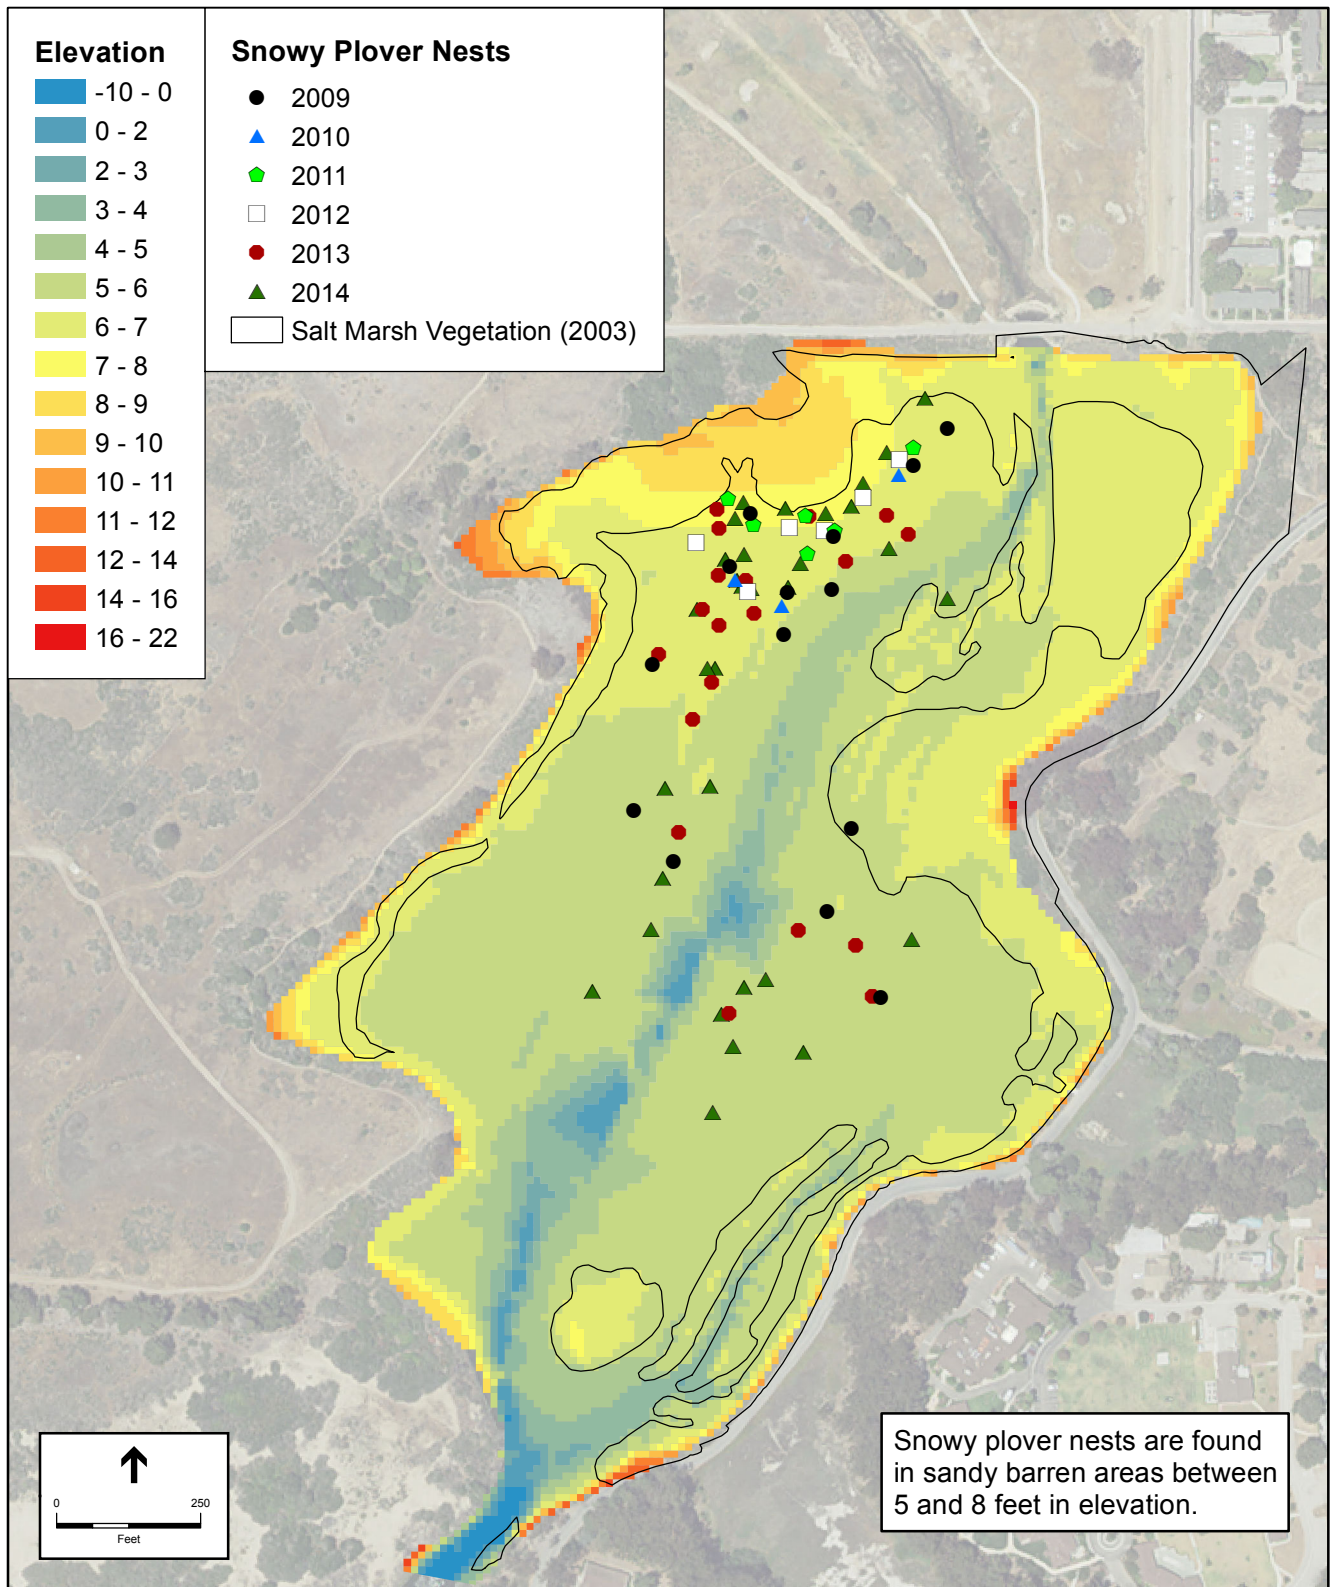 Elevation
-10 - 0
0 - 2
2 - 3
3 - 4
4 - 5
5 - 6
6 - 7
7 - 8
8 - 9
9 - 10
10 - 11
11 - 12
12 - 14
14 - 16
16 - 22
Snowy Plover Nests
2009
2010
2011
2012
2013
2014
Salt Marsh Vegetation (2003)
0 250
Feet
Snowy plover nests are found
in sandy barren areas between
5 and 8 feet in elevation.